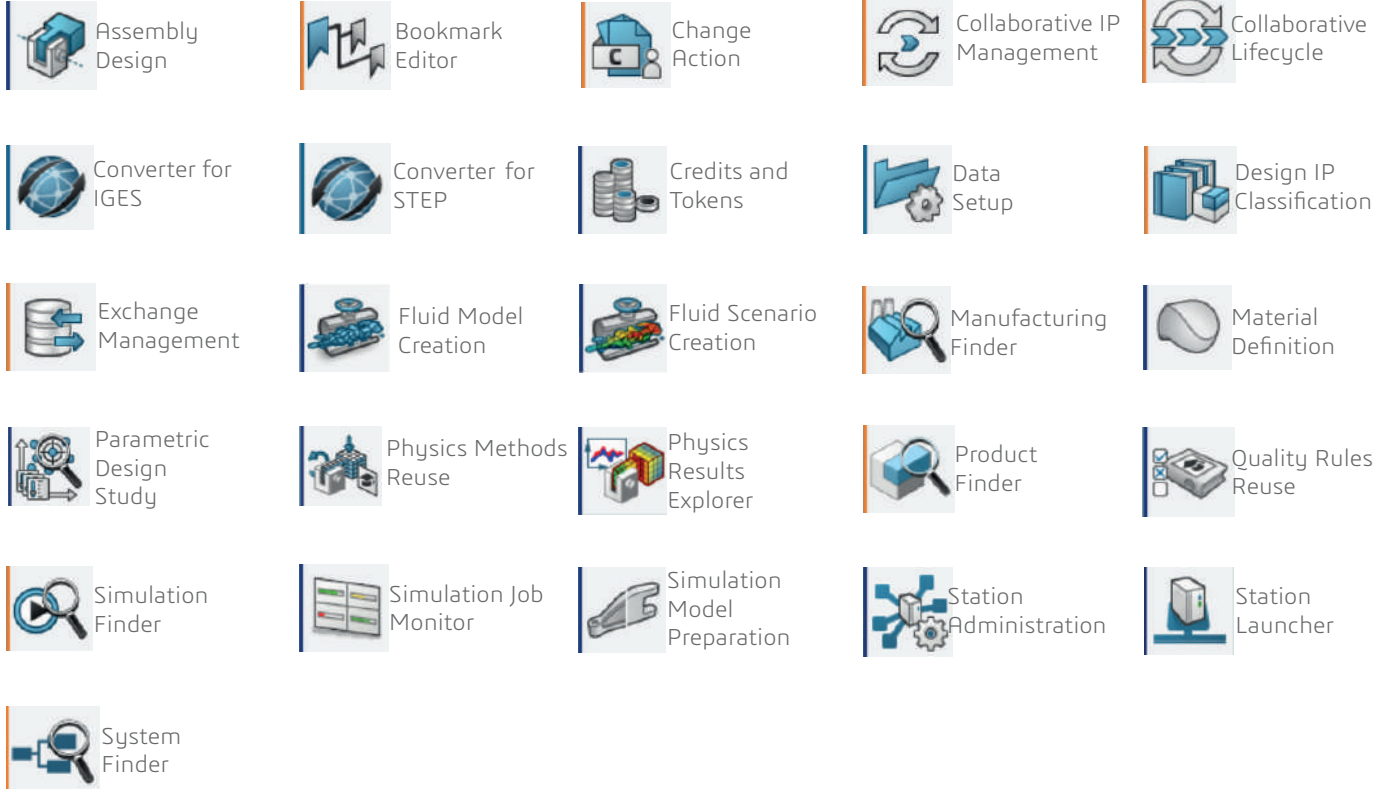 Assembly
Design
Bookmark
Editor
C
Change
Action
Collaborative IP
Management
Collaborative
Lifecycle
Converter for
IGES
Converter for
STEP
Credits and
Tokens
Data
Setup
Design IP
Classification
Exchange
Management
Fluid Model
Creation
Fluid Scenario
Creation
Manufacturing
Finder
Material
Definition
Parametric
Design
Study
Physics Methods
Reuse
Physics
Results
Explorer
Product
Finder
Quality Rules
Reuse
Simulation
Finder
Simulation Job
Monitor
Simulation
Model
Preparation
Station
Administration
Station
Launcher
System
Finder